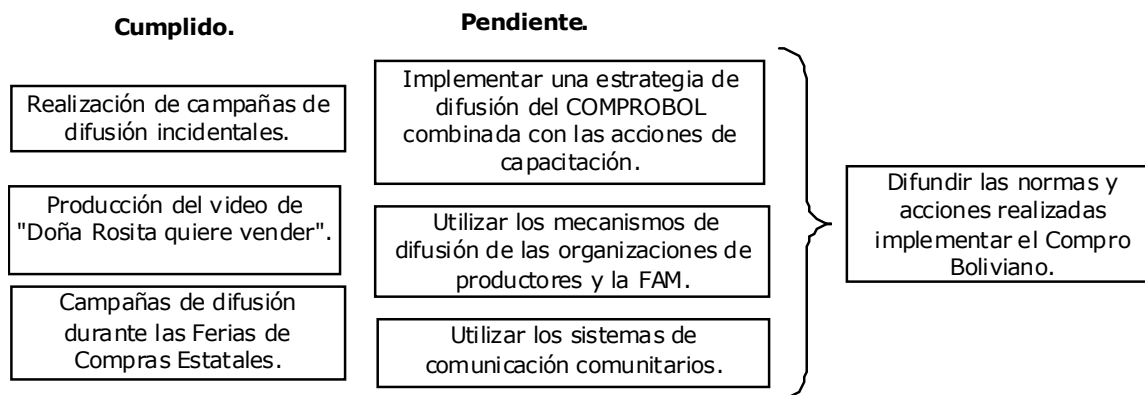 Cumplido.
Realización de campañas de
difusión incidentales.
Producción del video de
"Doña Rosita quiere vender".
Campañas de difusión
durante las Ferias de
Compras Estatales.
Pendiente.
Implementar una estrategia de
difusión del COMPROBOL
combinada con las acciones de
capacitación.
Utilizar los mecanismos de
difusión de las organizaciones de
productores y la FAM.
Utilizar los sistemas de
comunicación comunitarios.
Difundir las normas y
acciones realizadas
implementar el Compro
Boliviano.